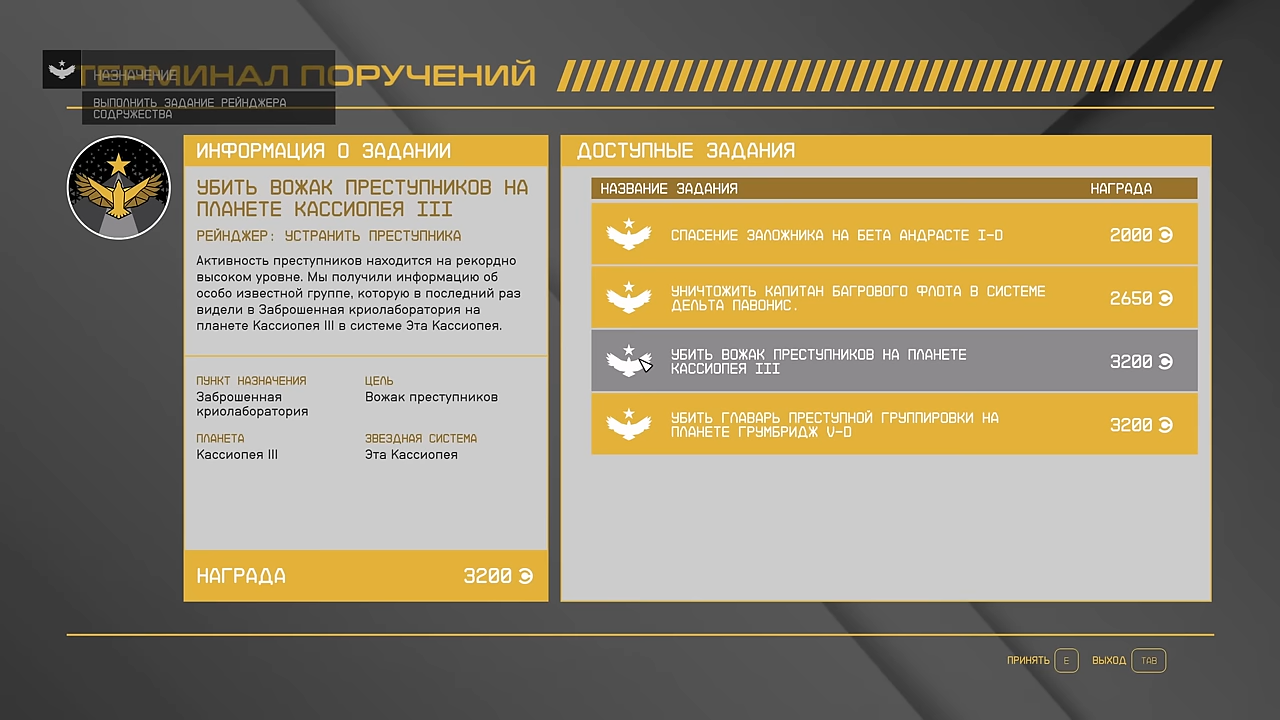 ТЕРМИНАЛ ПОРУЧЕНИЙ
НАЗНАЧЕНИЕ
ВЫПОЛНИТЬ ЗАДАНИЕ РЕЙНДЖЕРА
СОДРУЖЕСТВА
ИНФОРМАЦИЯ О ЗАДАНИИ
УБИТЬ ВОЖАК ПРЕСТУПНИКОВ НА
ПЛАНЕТЕ КАССИОПЕЯ III
РЕЙНДЖЕР: УСТРАНИТЬ ПРЕСТУПНИКА
Активность преступников находится на рекордно
высоком уровне. Мы получили информацию об
особо известной группе, которую в последний раз
видели в Заброшенная криолаборатория на
планете Кассиопея III в системе Эта Кассиопея.
ПУНКТ НАЗНАЧЕНИЯ
Заброшенная
криолаборатория
ЦЕЛЬ
Вожак преступников
ПЛАНЕТА
Кассиопея III
ЗВЕЗДНАЯ СИСТЕМА
Эта Кассиопея
НАГРАДА 3200
ДОСТУПНЫЕ ЗАДАНИЯ
НАЗВАНИЕ ЗАДАНИЯ НАГРАДА
СПАСЕНИЕ ЗАЛОЖНИКА НА БЕТА АНДРАСТЕ I-D 2000
УНИЧТОЖИТЬ КАПИТАН БАГРОВОГО ФЛОТА В СИСТЕМЕ
ДЕЛЬТА ПАВОНИС. 2650
УБИТЬ ВОЖАК ПРЕСТУПНИКОВ НА ПЛАНЕТЕ
КАССИОПЕЯ III 3200
УБИТЬ ГЛАВАРЬ ПРЕСТУПНОЙ ГРУППИРОВКИ НА
ПЛАНЕТЕ ГРУМБРИДЖ V-D 3200
ПРИНЯТЬ E ВЫХОД TAB